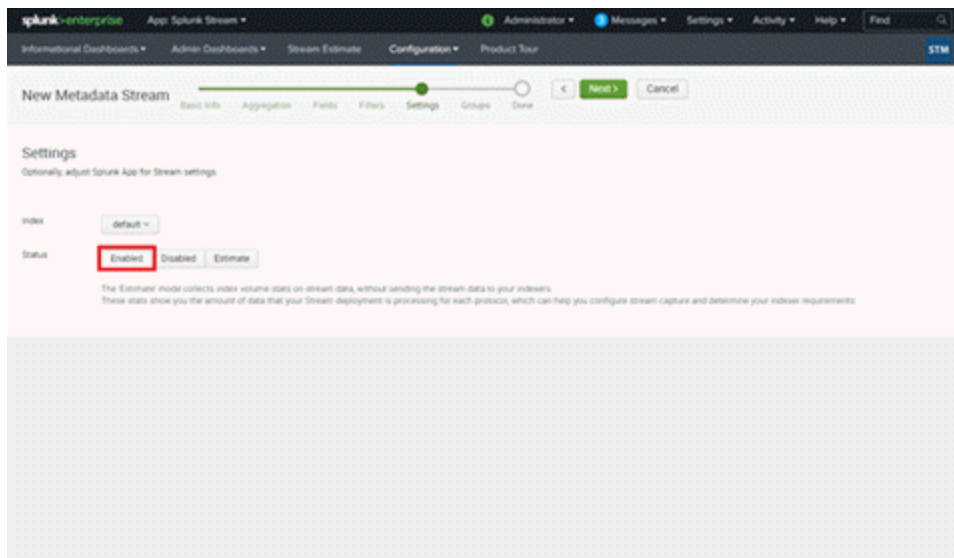 splunk>enterprise App: Splunk Stream Administrator 3 Messages Settings Activity Help Find
Informational Dashboards Admin Dashboards Stream Estimate Configuration Product Tour STM
New Metadata Stream
Basic Info Aggregation Fields Filters Settings Groups Done
< Next > Cancel
Settings
Optionally, adjust Splunk App for Stream settings.
Index default
Status Enabled Disabled Estimate
The 'Estimate' mode collects index volume stats on stream data, without sending the stream data to your indexers.
These stats show you the amount of data that your Stream deployment is processing for each protocol, which can help you configure stream capture and determine your indexer requirements.